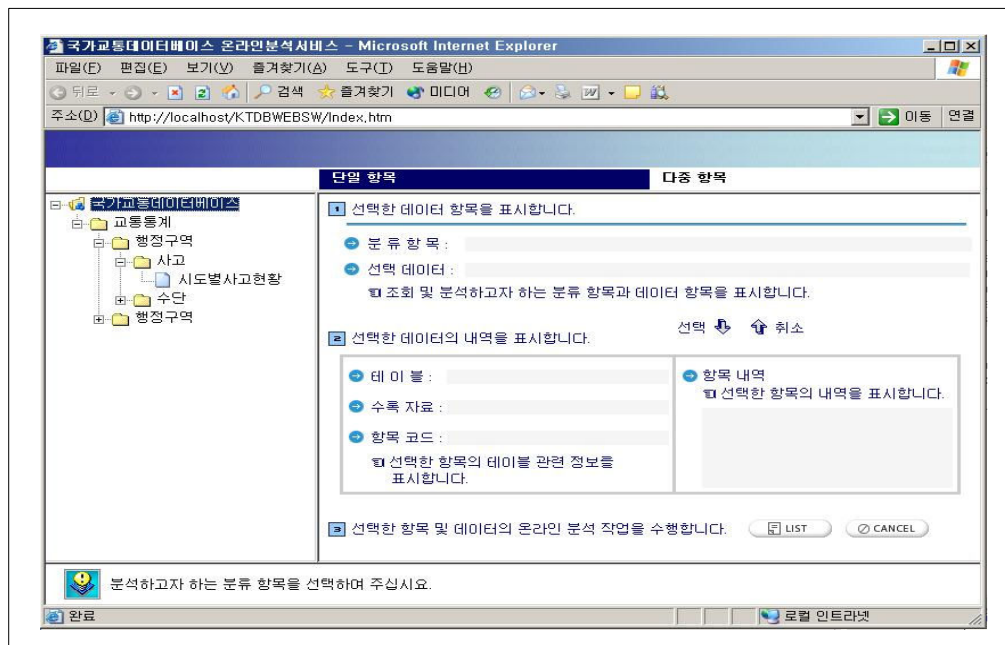 국가교통데이터베이스 온라인분석서비스 - Microsoft Internet Explorer
파일(F) 편집(E) 보기(V) 즐겨찾기(A) 도구(T) 도움말(H)
뒤로 검색 즐겨찾기 미디어
주소(D) http://localhost/KTDBWEBSW/Index.htm 이동 연결
단일 항목 다중 항목
국가교통데이터베이스
교통통계
행정구역
사고
시도별사고현황
수단
행정구역
1 선택한 데이터 항목을 표시합니다.
분 류 항 목 :
선택 데이터 :
조회 및 분석하고자 하는 분류 항목과 데이터 항목을 표시합니다.
선택 취소
2 선택한 데이터의 내역을 표시합니다.
테 이 블 :
수록 자료 :
항목 코드 :
선택한 항목의 테이블 관련 정보를
표시합니다.
항목 내역
선택한 항목의 내역을 표시합니다.
3 선택한 항목 및 데이터의 온라인 분석 작업을 수행합니다. LIST CANCEL
분석하고자 하는 분류 항목을 선택하여 주십시요.
완료 로컬 인트라넷